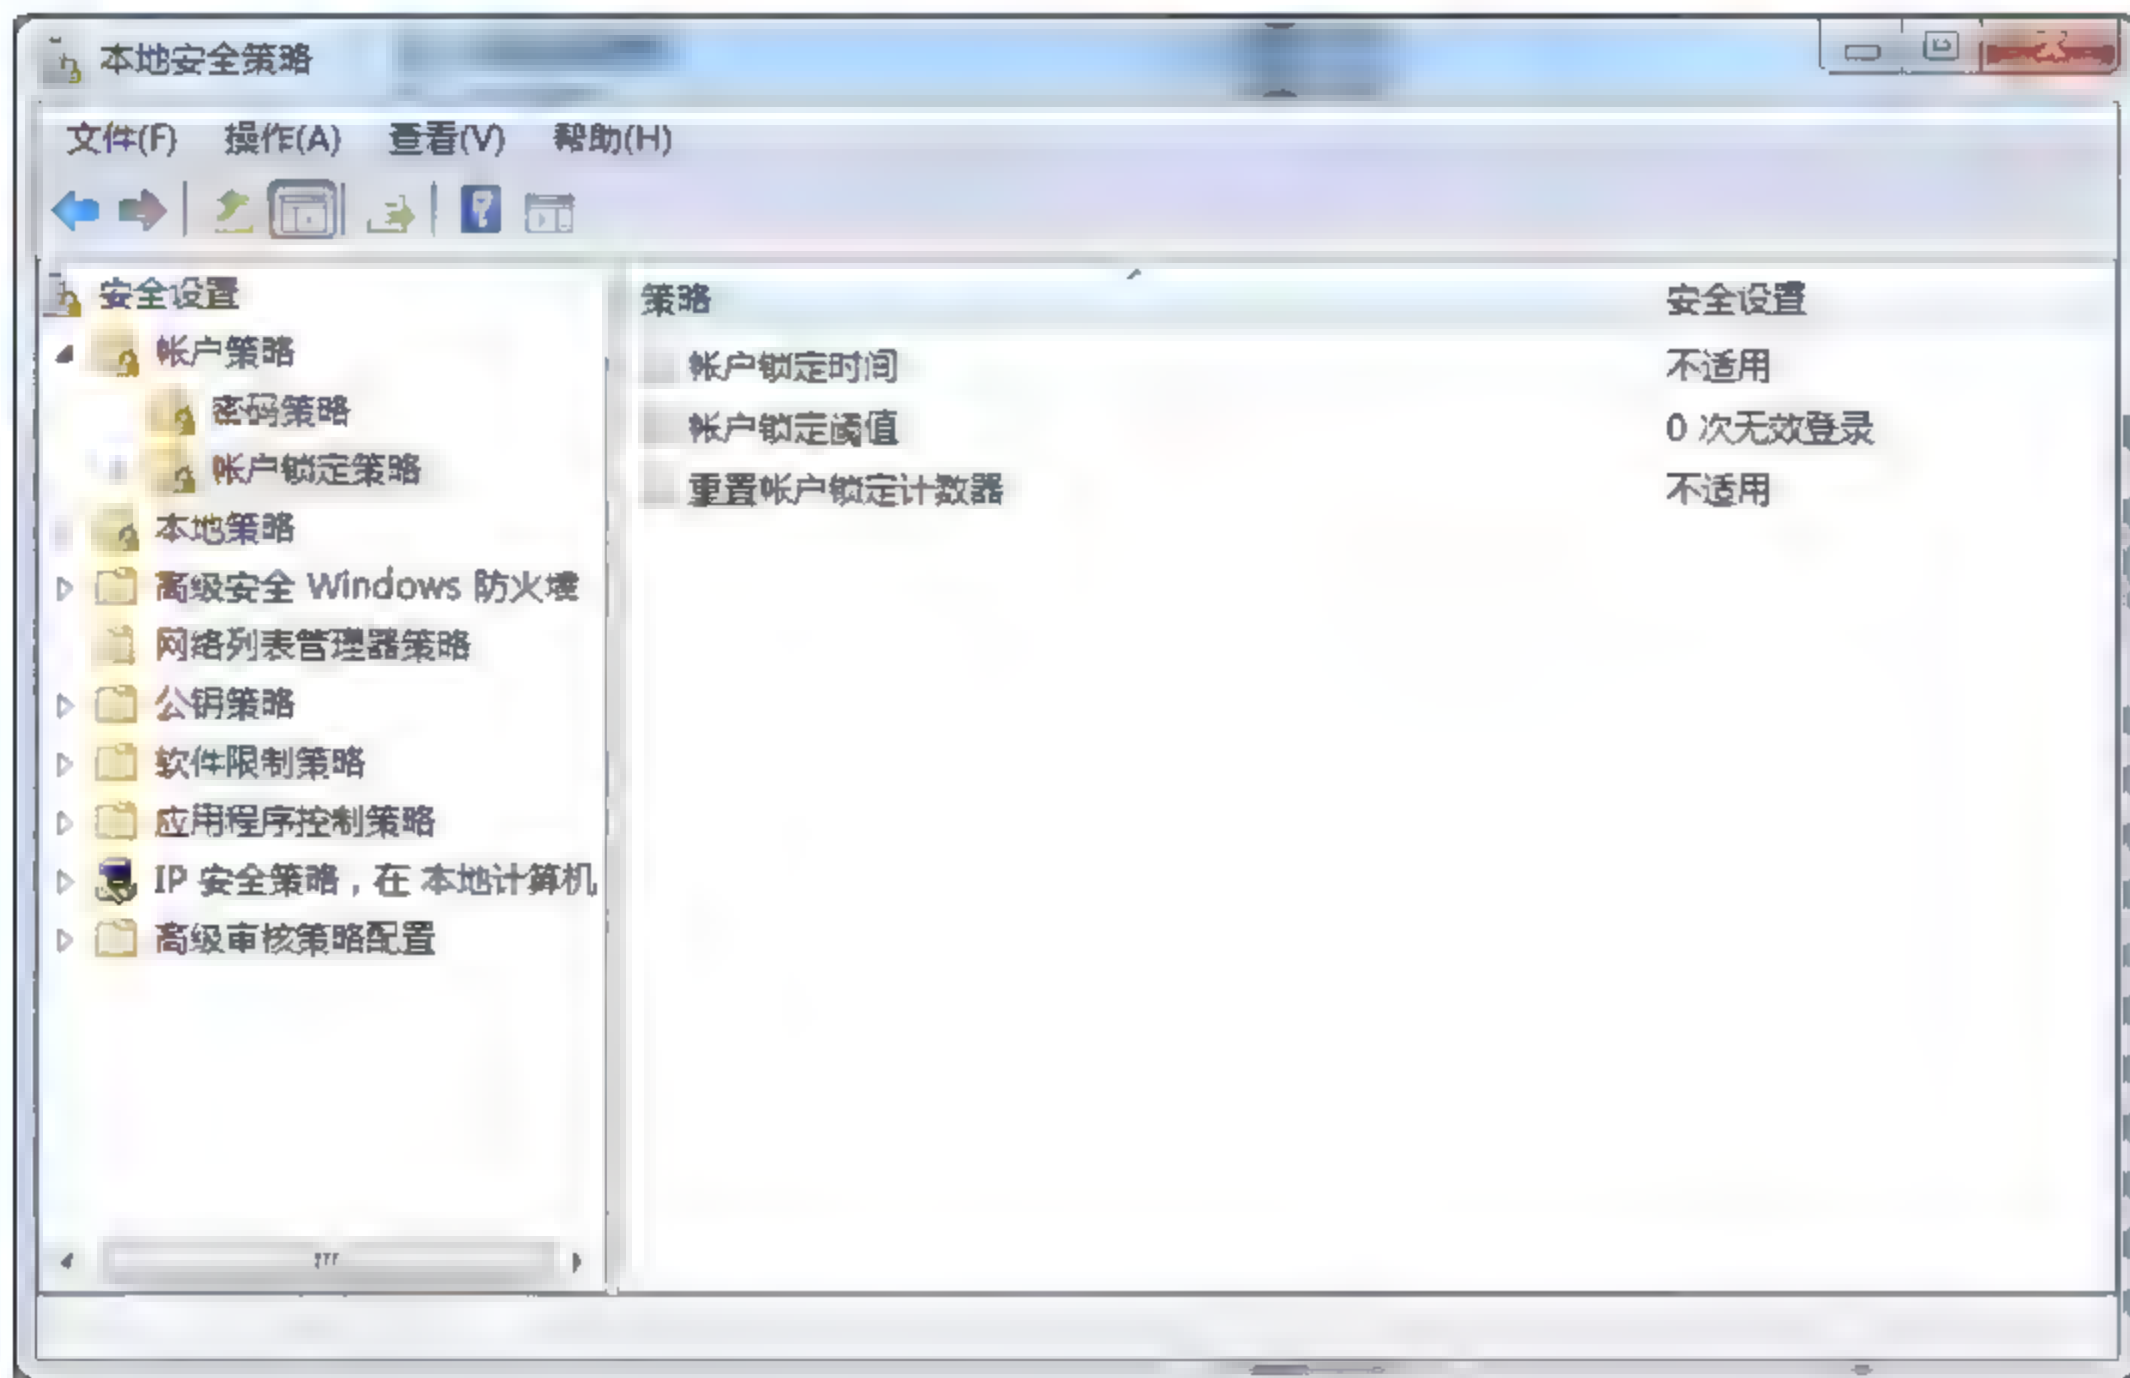 本地安全策略
文件(F) 操作(A) 查看(V) 帮助(H)
安全设置
帐户策略
密码策略
帐户锁定策略
本地策略
高级安全 Windows 防火墙
网络列表管理器策略
公钥策略
软件限制策略
应用程序控制策略
IP 安全策略，在 本地计算机
高级审核策略配置
策略 安全设置
帐户锁定时间 不适用
帐户锁定阈值 0 次无效登录
重置帐户锁定计数器 不适用